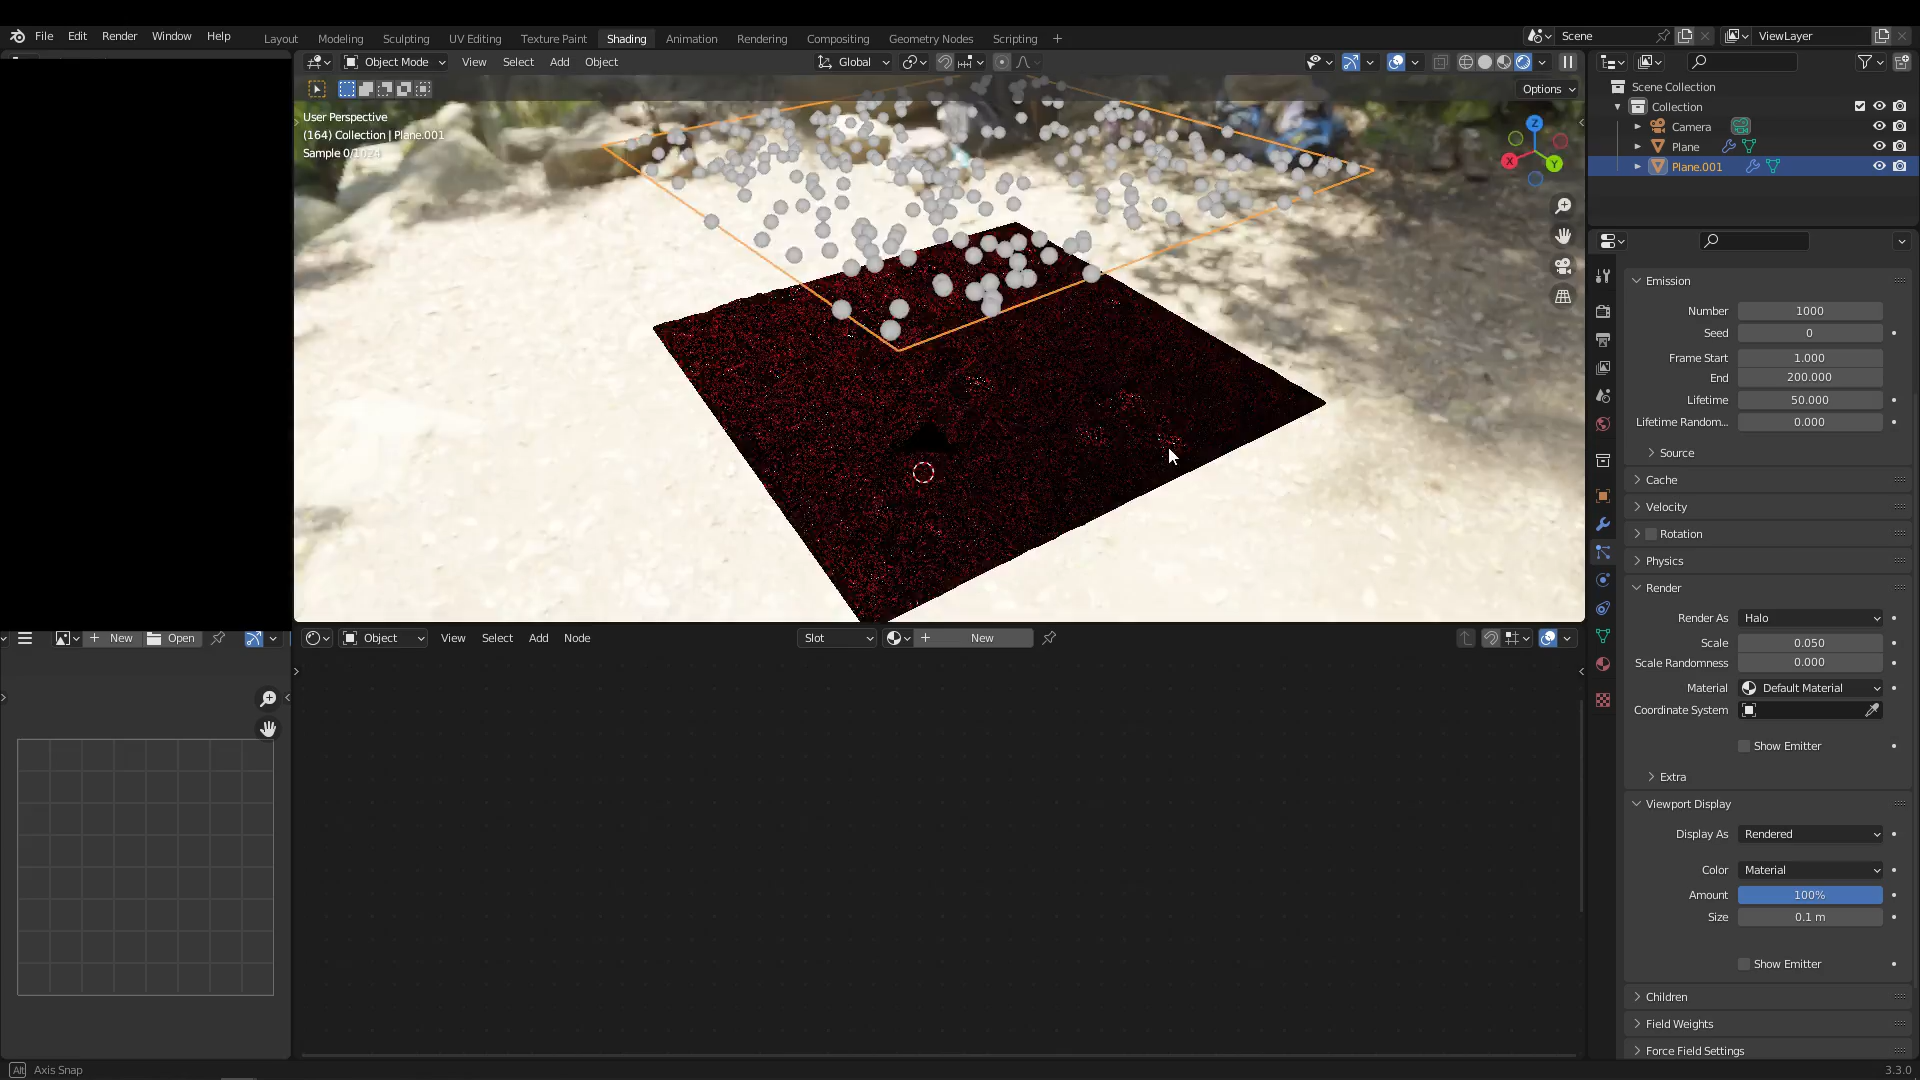 File Edit Render Window Help
Layout Modeling Sculpting UV Editing Texture Paint Shading Animation Rendering Compositing Geometry Nodes Scripting
Scene
ViewLayer
Object Mode View Select Add Object
Global
Options
User Perspective
(164) Collection | Plane.001
Sample 0/1024
Z
X
Y
Scene Collection
Collection
Camera
Plane
Plane.001
Emission
Number 1000
Seed 0
Frame Start 1.000
End 200.000
Lifetime 50.000
Lifetime Random... 0.000
Source
Cache
Velocity
Rotation
Physics
Render
Render As Halo
Scale 0.050
Scale Randomness 0.000
Material Default Material
Coordinate System
Show Emitter
Extra
Viewport Display
Display As Rendered
Color Material
Amount 100%
Size 0.1 m
Show Emitter
Children
Field Weights
Force Field Settings
New Open
Object View Select Add Node
Slot
New
Alt Axis Snap
3.3.0